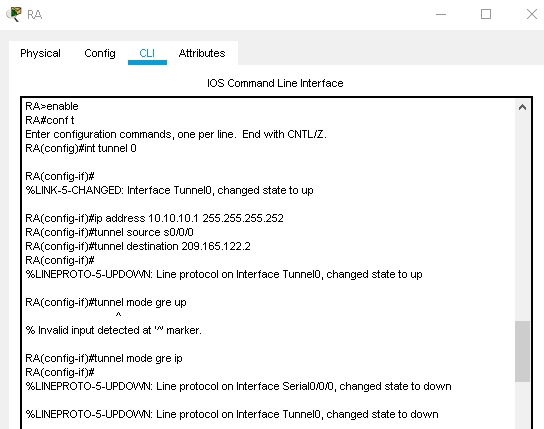 RA
Physical Config CLI Attributes
IOS Command Line Interface
RA>enable
RA#conf t
Enter configuration commands, one per line. End with CNTL/Z.
RA(config)#int tunnel 0
RA(config-if)#
%LINK-5-CHANGED: Interface Tunnel0, changed state to up
RA(config-if)#ip address 10.10.10.1 255.255.255.252
RA(config-if)#tunnel source s0/0/0
RA(config-if)#tunnel destination 209.165.122.2
RA(config-if)#
%LINEPROTO-5-UPDOWN: Line protocol on Interface Tunnel0, changed state to up
RA(config-if)#tunnel mode gre up
^
% Invalid input detected at '^' marker.
RA(config-if)#tunnel mode gre ip
RA(config-if)#
%LINEPROTO-5-UPDOWN: Line protocol on Interface Serial0/0/0, changed state to down
%LINEPROTO-5-UPDOWN: Line protocol on Interface Tunnel0, changed state to down